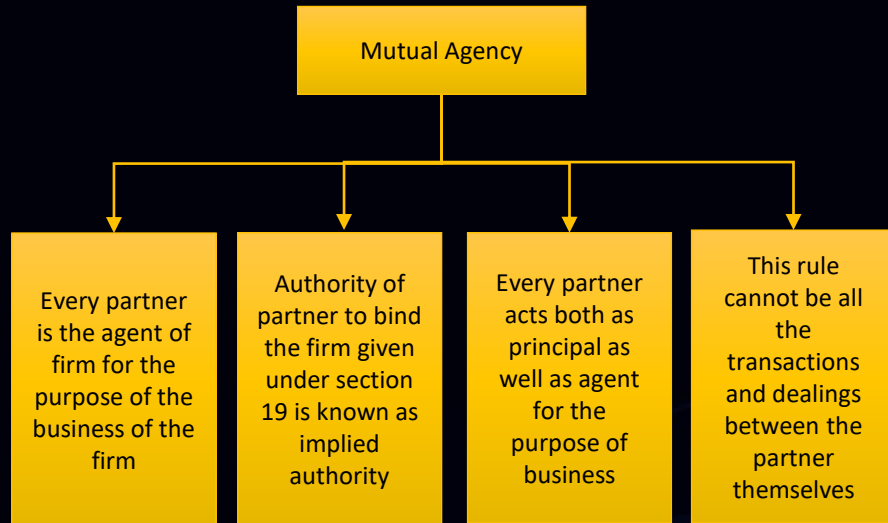 Mutual Agency
Every partner
is the agent of
firm for the
purpose of the
business of the
firm
Authority of
partner to bind
the firm given
under section
19 is known as
implied
authority
Every partner
acts both as
principal as
well as agent
for the
purpose of
business
This rule
cannot be all
the
transactions
and dealings
between the
partner
themselves